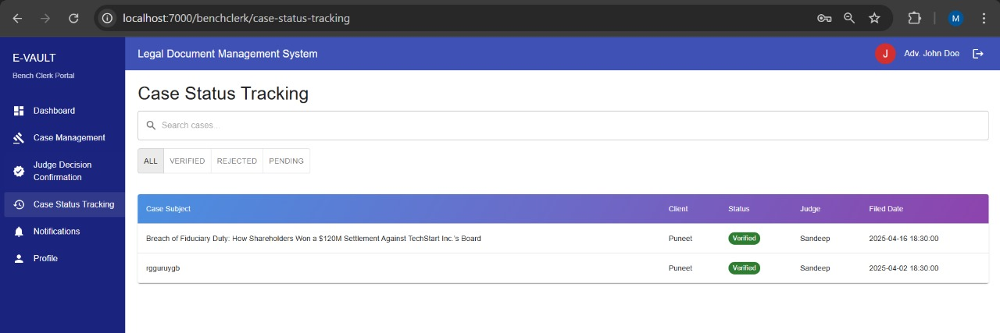 localhost:7000/benchclerk/case-status-tracking
M
E-VAULT
Bench Clerk Portal
Dashboard
Case Management
Judge Decision
Confirmation
Case Status Tracking
Notifications
Profile
Legal Document Management System
J Adv. John Doe
Case Status Tracking
Search cases ..
ALL VERIFIED REJECTED PENDING
Case Subject Client Status Judge Filed Date
Breach of Fiduciary Duty: How Shareholders Won a $120M Settlement Against TechStart Inc.'s Board Puneet Verified Sandeep 2025-04-16 18:30:00
rgguruygb Puneet Verified Sandeep 2025-04-02 18:30:00